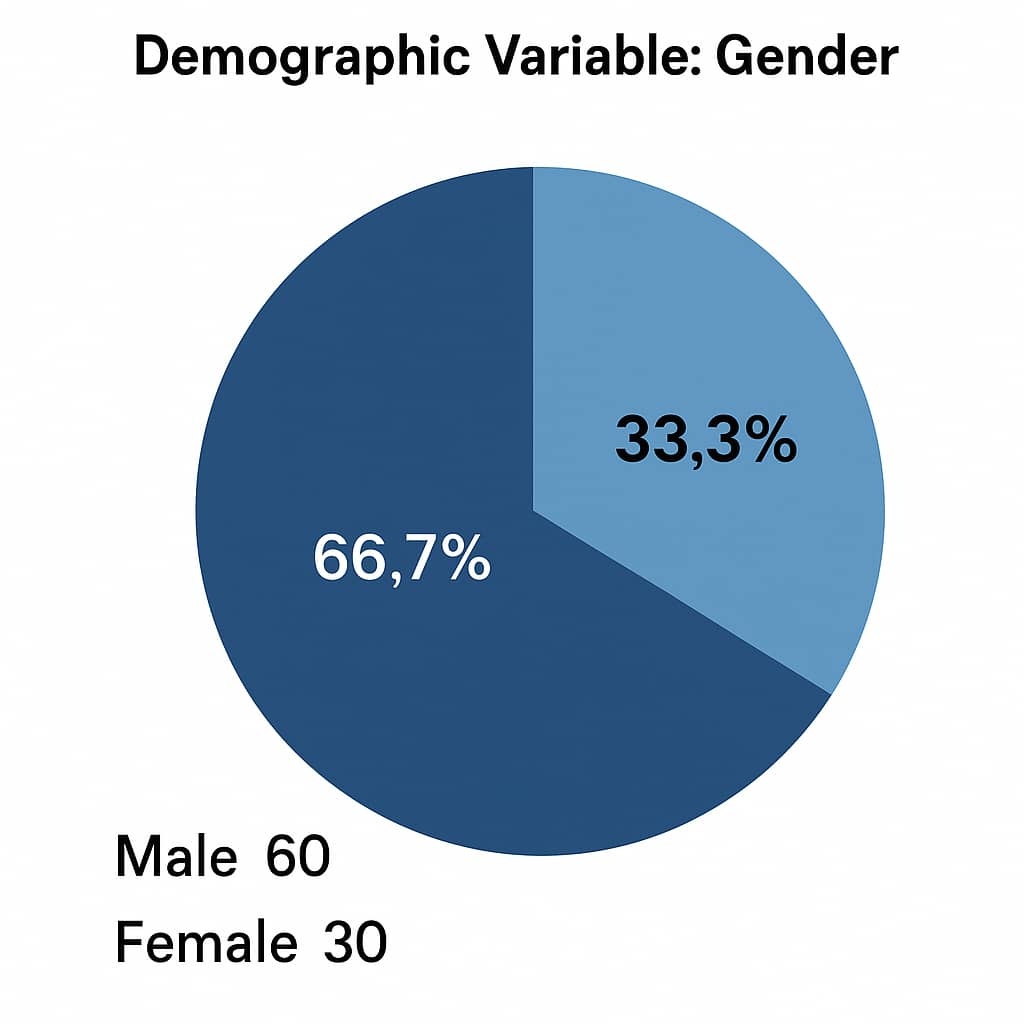 Demographic Variable: Gender
33,3%
66,7%
Male 60
Female 30